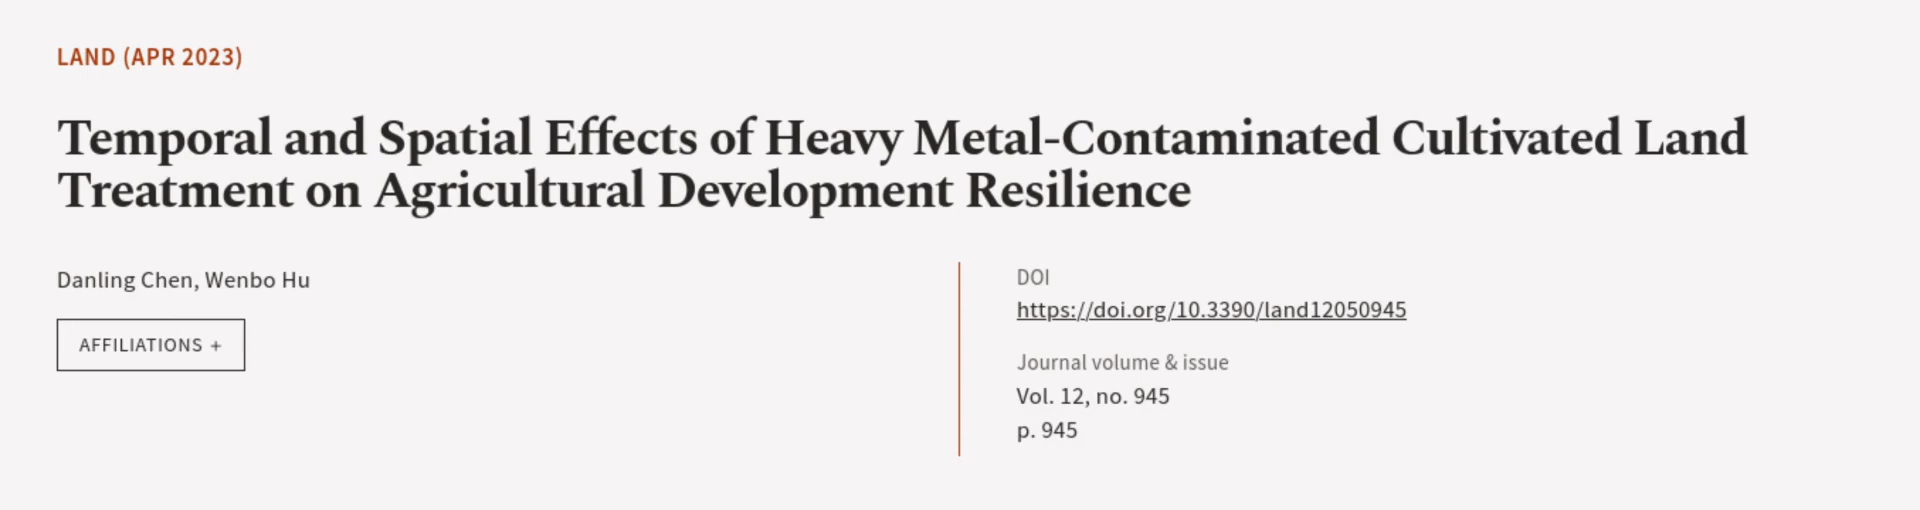 LAND (APR 2023)
Temporal and Spatial Effects of Heavy Metal-Contaminated Cultivated Land
Treatment on Agricultural Development Resilience
Danling Chen, Wenbo Hu
AFFILIATIONS +
DOI
https://doi.org/10.3390/land12050945
Journal volume & issue
Vol. 12, no. 945
p. 945